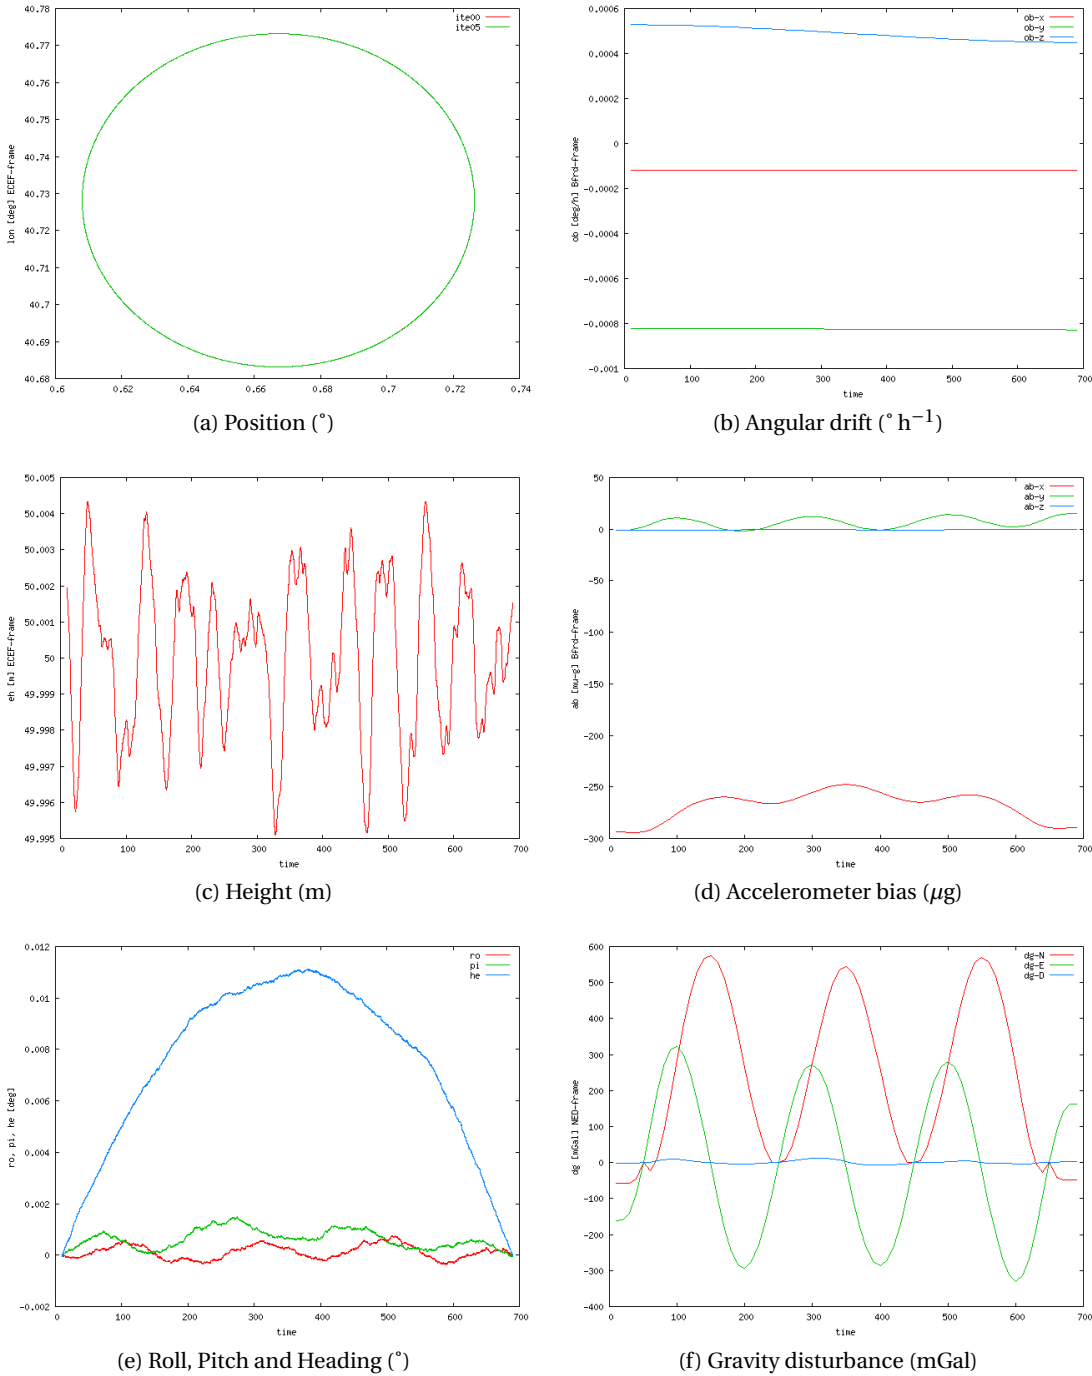 40.78
40.77
40.76
40.75
40.74
40.73
40.72
40.71
40.7
40.69
40.68
lon [deg] ECEF-frame
ite00
ite05
0.6 0.62 0.64 0.66 0.68 0.7 0.72 0.74
(a) Position (°)
0.0006
0.0004
0.0002
0
-0.0002
-0.0004
-0.0006
-0.0008
-0.001
ob [deg/h] Bfrd-frame
ob-x
ob-y
ob-z
0 100 200 300 400 500 600 700
time
(b) Angular drift (° h⁻¹)
50.005
50.004
50.003
50.002
50.001
50
49.999
49.998
49.997
49.996
49.995
eh [m] ECEF-frame
0 100 200 300 400 500 600 700
time
(c) Height (m)
50
0
-50
-100
-150
-200
-250
-300
ab [mu-g] Bfrd-frame
ab-x
ab-y
ab-z
0 100 200 300 400 500 600 700
time
(d) Accelerometer bias (μg)
0.012
0.01
0.008
0.006
0.004
0.002
0
-0.002
ro, pi, he [deg]
ro
pi
he
0 100 200 300 400 500 600 700
time
(e) Roll, Pitch and Heading (°)
600
500
400
300
200
100
0
-100
-200
-300
-400
dg [mGal] NED-frame
dg-N
dg-E
dg-D
0 100 200 300 400 500 600 700
time
(f) Gravity disturbance (mGal)